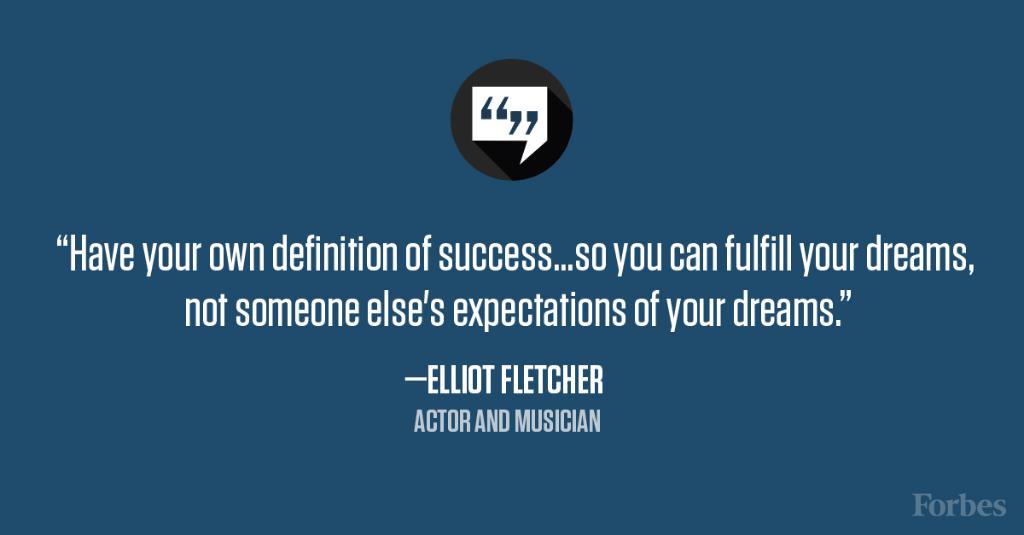 “ ”
“Have your own definition of success...so you can fulfill your dreams,
not someone else's expectations of your dreams.”
—ELLIOT FLETCHER
ACTOR AND MUSICIAN
Forbes